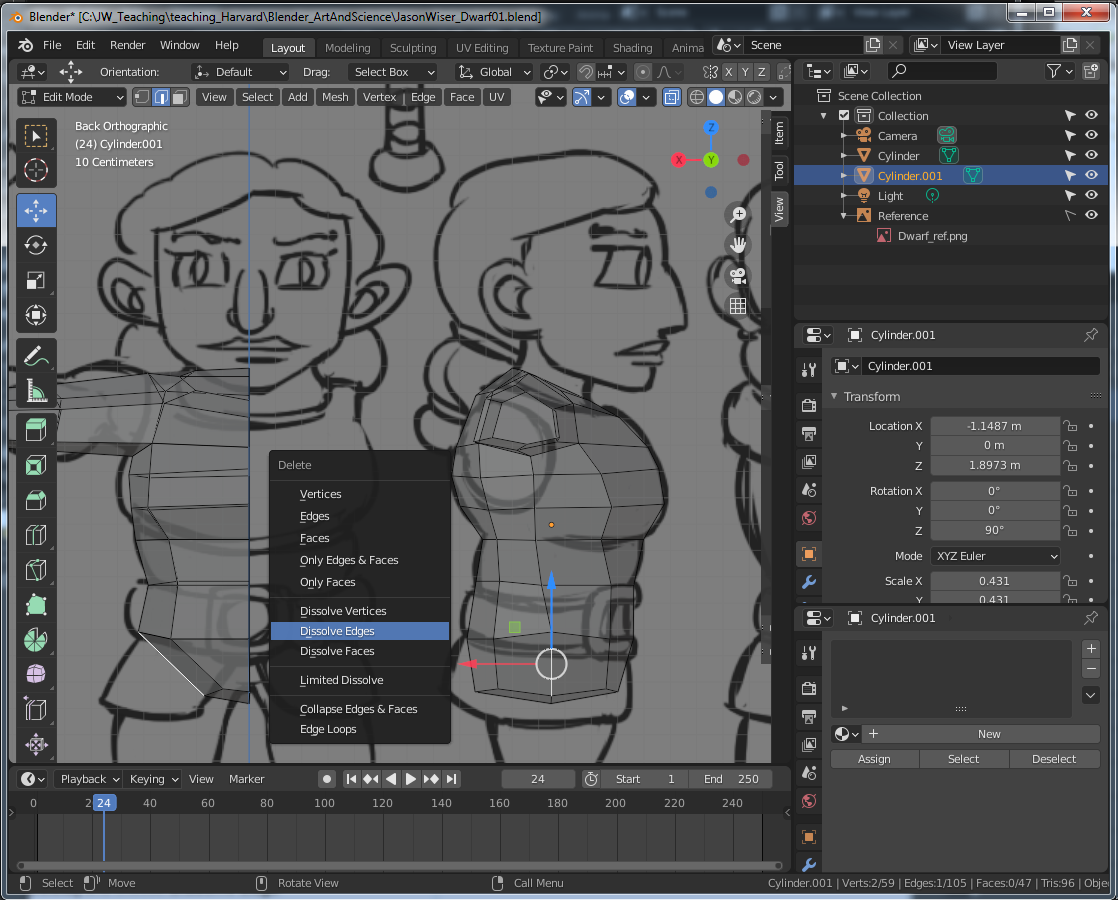 Blender* [C:\JW_Teaching\teaching_Harvard\Blender_ArtAndScience\JasonWiser_Dwarf01.blend]
File Edit Render Window Help Layout Modeling Sculpting UV Editing Texture Paint Shading Anima Scene View Layer
Orientation: Default Drag: Select Box Global X Y Z
Edit Mode View Select Add Mesh Vertex Edge Face UV
Back Orthographic
(24) Cylinder.001
10 Centimeters
Z
X Y
Item
Tool
View
Delete
Vertices
Edges
Faces
Only Edges & Faces
Only Faces
Dissolve Vertices
Dissolve Edges
Dissolve Faces
Limited Dissolve
Collapse Edges & Faces
Edge Loops
Scene Collection
Collection
Camera
Cylinder
Cylinder.001
Light
Reference
Dwarf_ref.png
Cylinder.001
Cylinder.001
Transform
Location X -1.1487 m
Y 0 m
Z 1.8973 m
Rotation X 0°
Y 0°
Z 90°
Mode XYZ Euler
Scale X 0.431
Y 0.431
Cylinder.001
New
Assign Select Deselect
Playback Keying View Marker 24 Start 1 End 250
0 2 24 40 60 80 100 120 140 160 180 200 220 240
Select Move Rotate View Call Menu Cylinder.001 | Verts:2/59 | Edges:1/105 | Faces:0/47 | Tris:96 | Obje